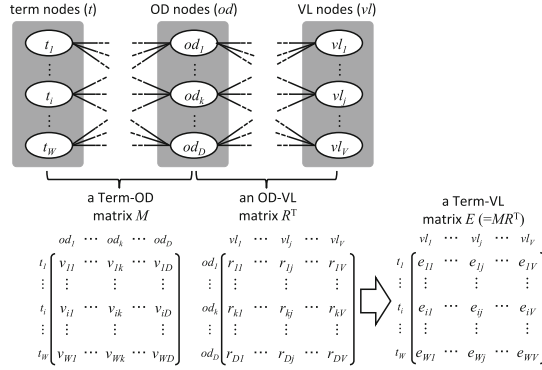 term nodes (t) OD nodes (od) VL nodes (vl)
t1 od1 vl1
⋮ ⋮ ⋮
ti odk vlj
⋮ ⋮ ⋮
tW odD vlV
a Term-OD an OD-VL a Term-VL
matrix M matrix R^T matrix E (=MR^T)
od1 ⋯ odk ⋯ odD vl1 ⋯ vlj ⋯ vlV vl1 ⋯ vlj ⋯ vlV
t1 v11 ⋯ v1k ⋯ v1D od1 r11 ⋯ r1j ⋯ r1V t1 e11 ⋯ e1j ⋯ e1V
⋮ ⋮ ⋮ ⋮ ⋮ ⋮ ⋮ ⋮
ti vi1 ⋯ vik ⋯ viD odk rk1 ⋯ rkj ⋯ rkV ti ei1 ⋯ eij ⋯ eiV
⋮ ⋮ ⋮ ⋮ ⋮ ⋮ ⋮ ⋮
tW vW1 ⋯ vWk ⋯ vWD odD rD1 ⋯ rDj ⋯ rDV tW eW1 ⋯ eWj ⋯ eWV